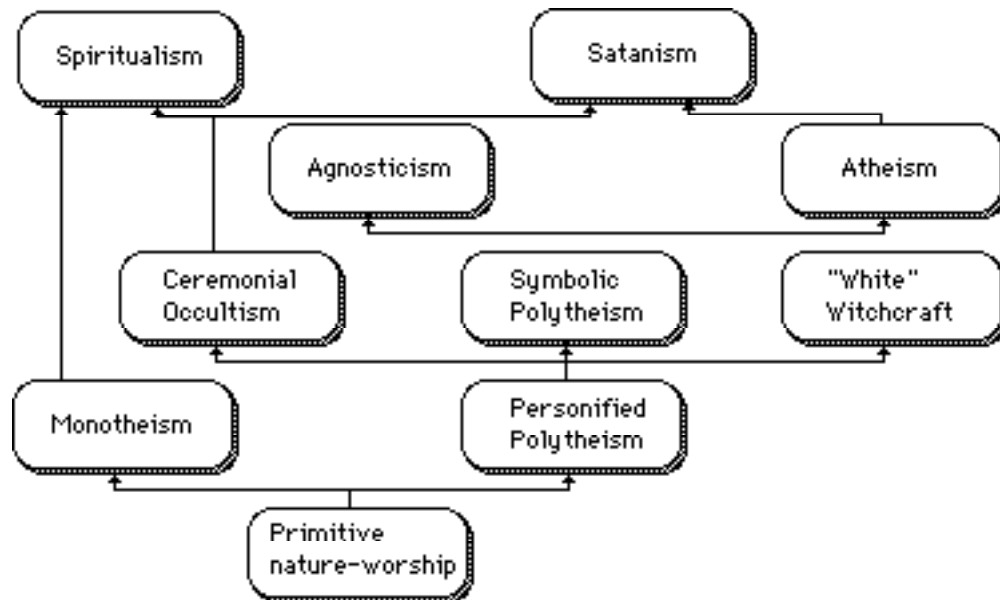 Spiritualism
Satanism
Agnosticism
Atheism
Ceremonial
Occultism
Symbolic
Polytheism
"White"
Witchcraft
Monotheism
Personified
Polytheism
Primitive
nature-worship